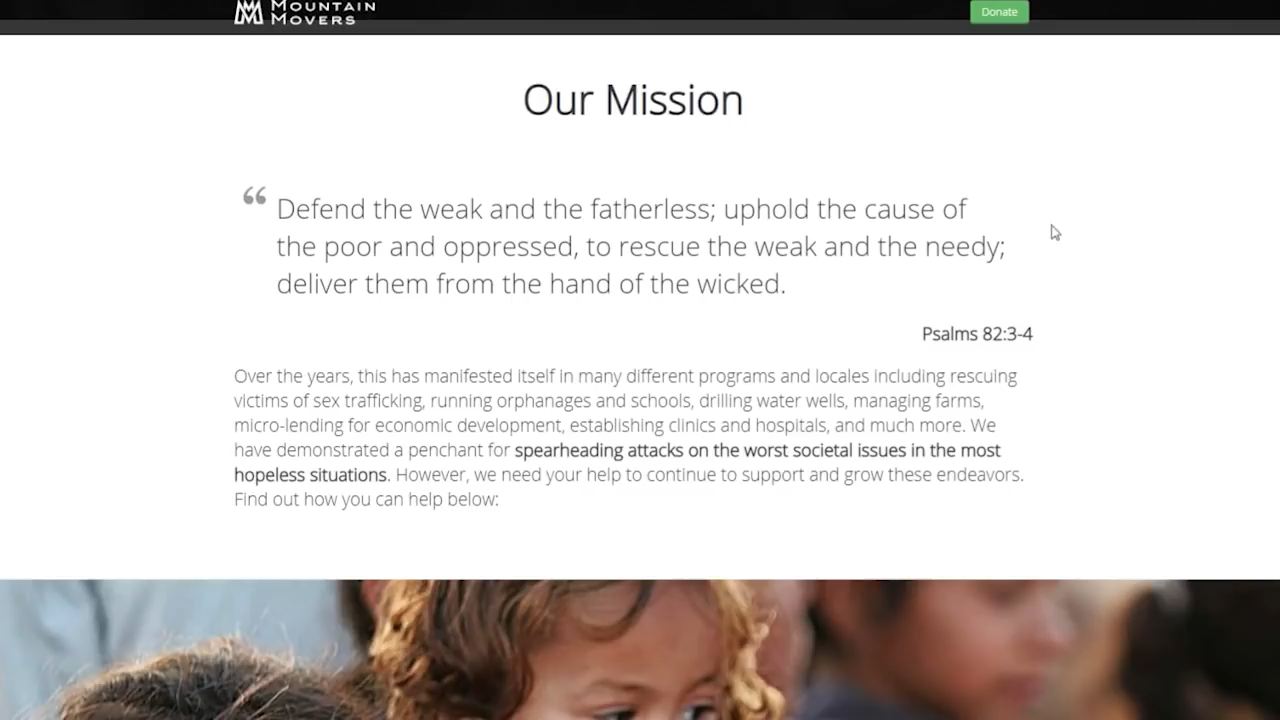 MOUNTAIN
MOVERS
Donate
Our Mission
“ Defend the weak and the fatherless; uphold the cause of
the poor and oppressed, to rescue the weak and the needy;
deliver them from the hand of the wicked.
Psalms 82:3-4
Over the years, this has manifested itself in many different programs and locales including rescuing
victims of sex trafficking, running orphanages and schools, drilling water wells, managing farms,
micro-lending for economic development, establishing clinics and hospitals, and much more. We
have demonstrated a penchant for spearheading attacks on the worst societal issues in the most
hopeless situations. However, we need your help to continue to support and grow these endeavors.
Find out how you can help below: